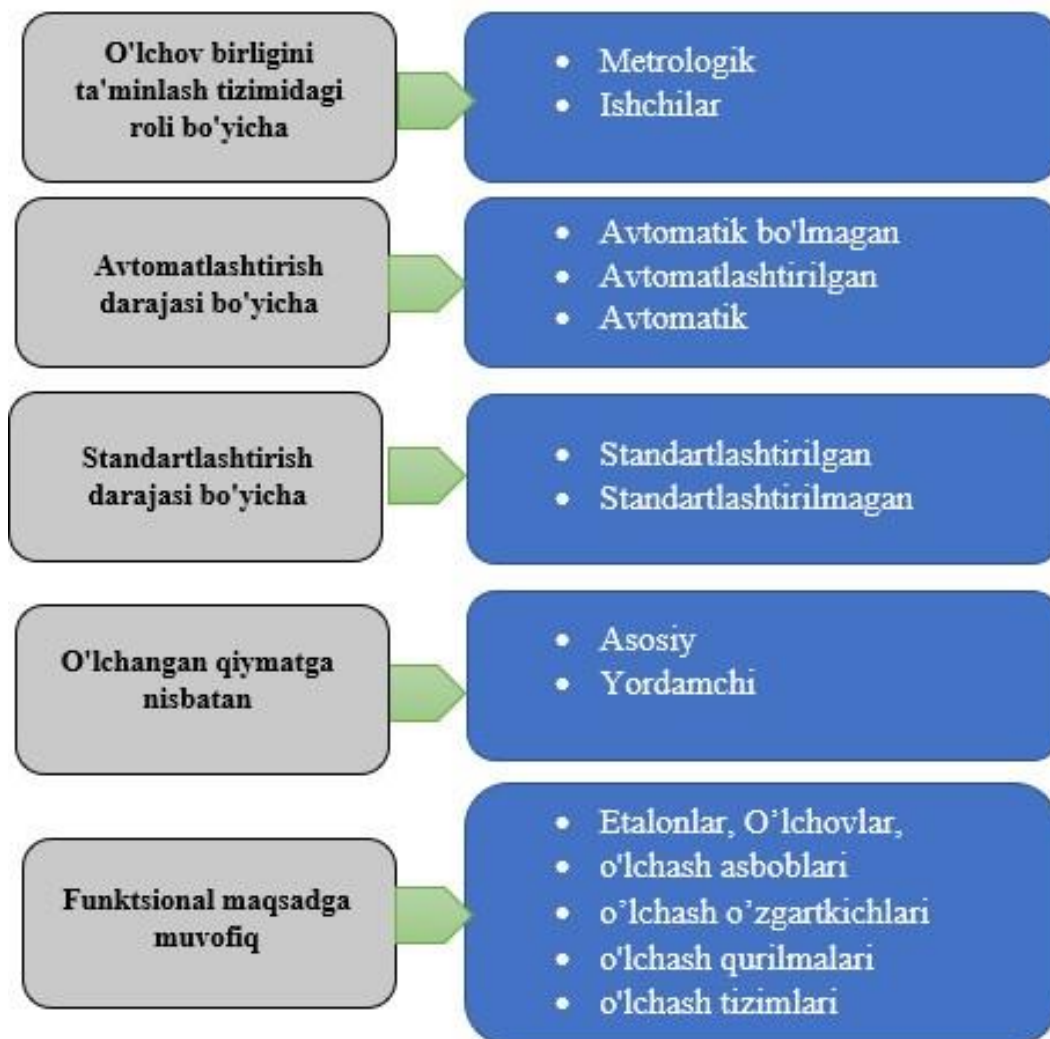 O'lchov birligini
ta'minlash tizimidagi
roli bo'yicha
• Metrologik
• Ishchilar
Avtomatlashtirish
darajasi bo'yicha
• Avtomatik bo'lmagan
• Avtomatlashtirilgan
• Avtomatik
Standartlashtirish
darajasi bo'yicha
• Standartlashtirilgan
• Standartlashtirilmagan
O'lchangan qiymatga
nisbatan
• Asosiy
• Yordamchi
Funktsional maqsadga
muvofiq
• Etalonlar, O’lchovlar,
• o'lchash asboblari
• o’lchash o’zgartkichlari
• o'lchash qurilmalari
• o'lchash tizimlari